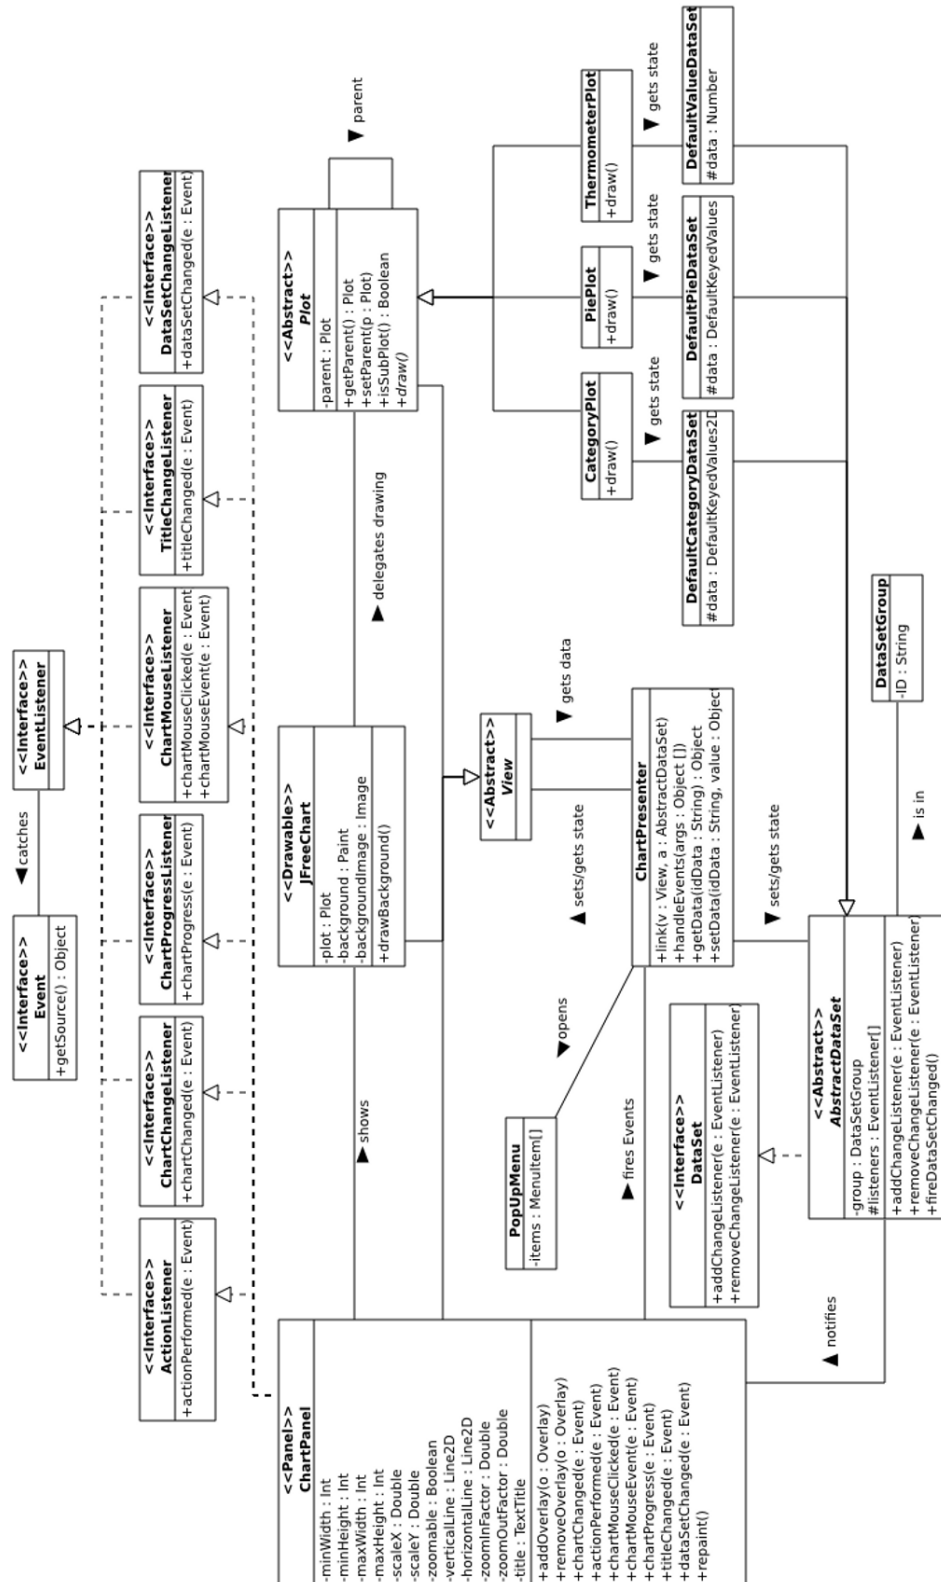 <<Interface>>
Event
+getSource() : Object
catches
<<Interface>>
EventListener
<<Interface>>
ActionListener
+actionPerformed(e : Event)
<<Interface>>
ChartChangeListener
+chartChanged(e : Event)
<<Interface>>
ChartProgressListener
+chartProgress(e : Event)
<<Interface>>
ChartMouseListener
+chartMouseClicked(e : Event
+chartMouseEvent(e : Event)
<<Interface>>
TitleChangeListener
+titleChanged(e : Event)
<<Interface>>
DataSetChangeListener
+dataSetChanged(e : Event)
<<Panel>>
ChartPanel
-minWidth : Int
-minHeight : Int
-maxWidth : Int
-maxHeight : Int
-scaleX : Double
-scaleY : Double
-zoomable : Boolean
-verticalLine : Line2D
-horizontalLine : Line2D
-zoomInFactor : Double
-zoomOutFactor : Double
-title : TextTitle
+addOverlay(o : Overlay)
+removeOverlay(o : Overlay)
+chartChanged(e : Event)
+actionPerformed(e : Event)
+chartMouseClicked(e : Event)
+chartMouseEvent(e : Event)
+chartProgress(e : Event)
+titleChanged(e : Event)
+dataSetChanged(e : Event)
+repaint()
shows
<<Drawable>>
JFreeChart
-plot : Plot
-background : Paint
-backgroundImage : Image
+drawBackground()
delegates drawing
<<Abstract>>
Plot
-parent : Plot
+getParent() : Plot
+setParent(p : Plot)
+isSubPlot() : Boolean
+draw()
parent
<<Abstract>>
View
sets/gets state
gets data
PopUpMenu
-items : MenuItem[]
opens
fires Events
ChartPresenter
+link(v : View, a : AbstractDataSet)
+handleEvents(args : Object [])
+getData(idData : String) : Object
+setData(idData : String, value : Object
CategoryPlot
+draw()
PiePlot
+draw()
ThermometerPlot
+draw()
gets state
gets state
gets state
DefaultCategoryDataSet
#data : DefaultKeyedValues2D
DefaultPieDataSet
#data : DefaultKeyedValues
DefaultValueDataSet
#data : Number
<<Interface>>
DataSet
+addChangeListener(e : EventListener)
+removeChangeListener(e : EventListener)
sets/gets state
notifies
<<Abstract>>
AbstractDataSet
-group : DataSetGroup
#listeners : EventListener[]
+addChangeListener(e : EventListener)
+removeChangeListener(e : EventListener)
+fireDataSetChanged()
is in
DataSetGroup
-ID : String